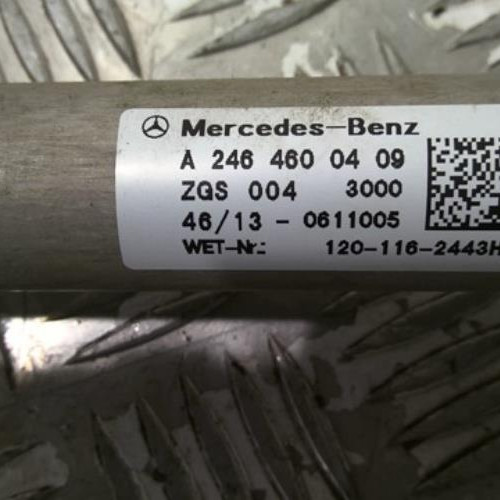 Mercedes-Benz
A 246 460 04 09
ZGS 004 3000
46/13 - 0611005
WET-Nr.: 120-116-2443H